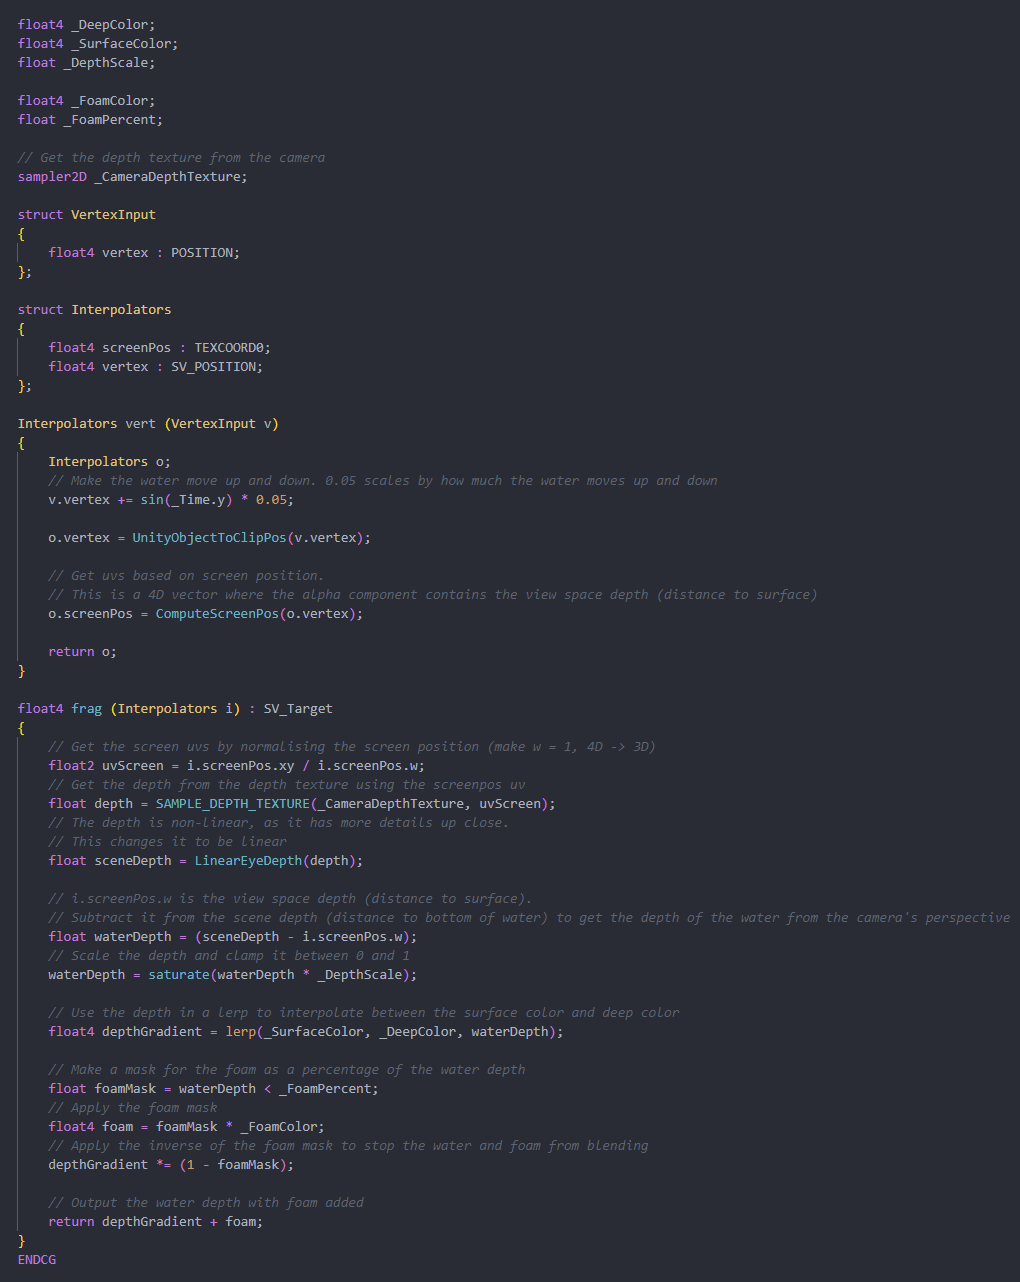 float4 _DeepColor;
float4 _SurfaceColor;
float _DepthScale;

float4 _FoamColor;
float _FoamPercent;

// Get the depth texture from the camera
sampler2D _CameraDepthTexture;

struct VertexInput
{
    float4 vertex : POSITION;
};

struct Interpolators
{
    float4 screenPos : TEXCOORD0;
    float4 vertex : SV_POSITION;
};

Interpolators vert (VertexInput v)
{
    Interpolators o;
    // Make the water move up and down. 0.05 scales by how much the water moves up and down
    v.vertex += sin(_Time.y) * 0.05;

    o.vertex = UnityObjectToClipPos(v.vertex);

    // Get uvs based on screen position.
    // This is a 4D vector where the alpha component contains the view space depth (distance to surface)
    o.screenPos = ComputeScreenPos(o.vertex);

    return o;
}

float4 frag (Interpolators i) : SV_Target
{
    // Get the screen uvs by normalising the screen position (make w = 1, 4D -> 3D)
    float2 uvScreen = i.screenPos.xy / i.screenPos.w;
    // Get the depth from the depth texture using the screenpos uv
    float depth = SAMPLE_DEPTH_TEXTURE(_CameraDepthTexture, uvScreen);
    // The depth is non-linear, as it has more details up close.
    // This changes it to be linear
    float sceneDepth = LinearEyeDepth(depth);

    // i.screenPos.w is the view space depth (distance to surface).
    // Subtract it from the scene depth (distance to bottom of water) to get the depth of the water from the camera's perspective
    float waterDepth = (sceneDepth - i.screenPos.w);
    // Scale the depth and clamp it between 0 and 1
    waterDepth = saturate(waterDepth * _DepthScale);

    // Use the depth in a lerp to interpolate between the surface color and deep color
    float4 depthGradient = lerp(_SurfaceColor, _DeepColor, waterDepth);

    // Make a mask for the foam as a percentage of the water depth
    float foamMask = waterDepth < _FoamPercent;
    // Apply the foam mask
    float4 foam = foamMask * _FoamColor;
    // Apply the inverse of the foam mask to stop the water and foam from blending
    depthGradient *= (1 - foamMask);

    // Output the water depth with foam added
    return depthGradient + foam;
}
ENDCG